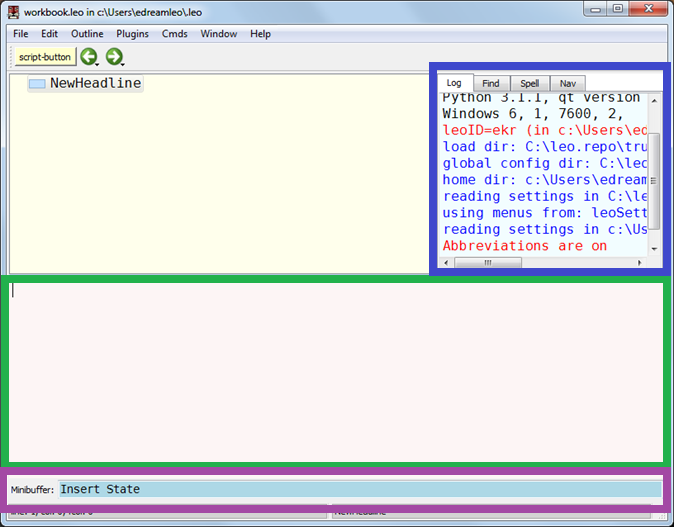 workbook.leo in c:\Users\edreamleo\.leo
File Edit Outline Plugins Cmds Window Help
script-button
NewHeadline
Log Find Spell Nav
Python 3.1.1, qt version
Windows 6, 1, 7600, 2,
leoID=ekr (in c:\Users\ed
load dir: C:\leo.repo\tru
global config dir: C:\leo
home dir: c:\Users\edream
reading settings in C:\le
using menus from: leoSett
reading settings in c:\Us
Abbreviations are on
Minibuffer: Insert State
NewHeadline